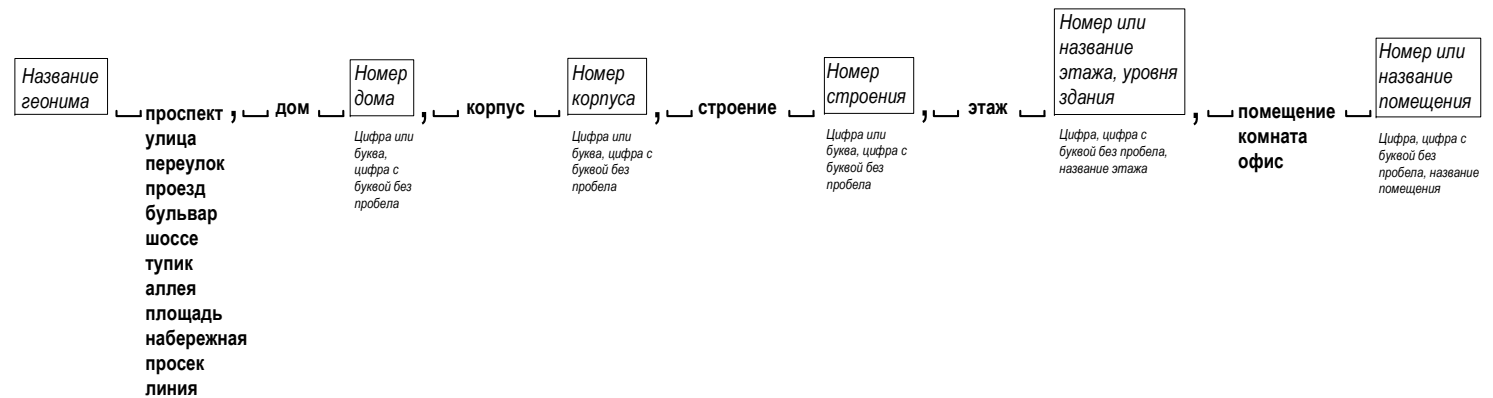 Название
геонима
проспект,
улица
переулок
проезд
бульвар
шоссе
тупик
аллея
площадь
набережная
просек
линия
дом
Номер
дома
,
Цифра или
буква,
цифра с
буквой без
пробела
корпус
Номер
корпуса
,
Цифра или
буква, цифра с
буквой без
пробела
строение
Номер
строения
,
Цифра или
буква, цифра с
буквой без
пробела
этаж
Номер или
название
этажа, уровня
здания
,
Цифра, цифра с
буквой без пробела,
название этажа
помещение
комната
офис
Номер или
название
помещения
Цифра, цифра с
буквой без
пробела, название
помещения